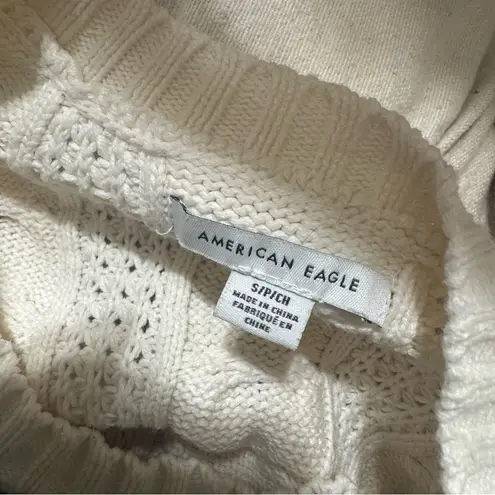 AMERICAN EAGLE
S/P/CH
MADE IN CHINA
FABRIQUÉ EN
CHINE